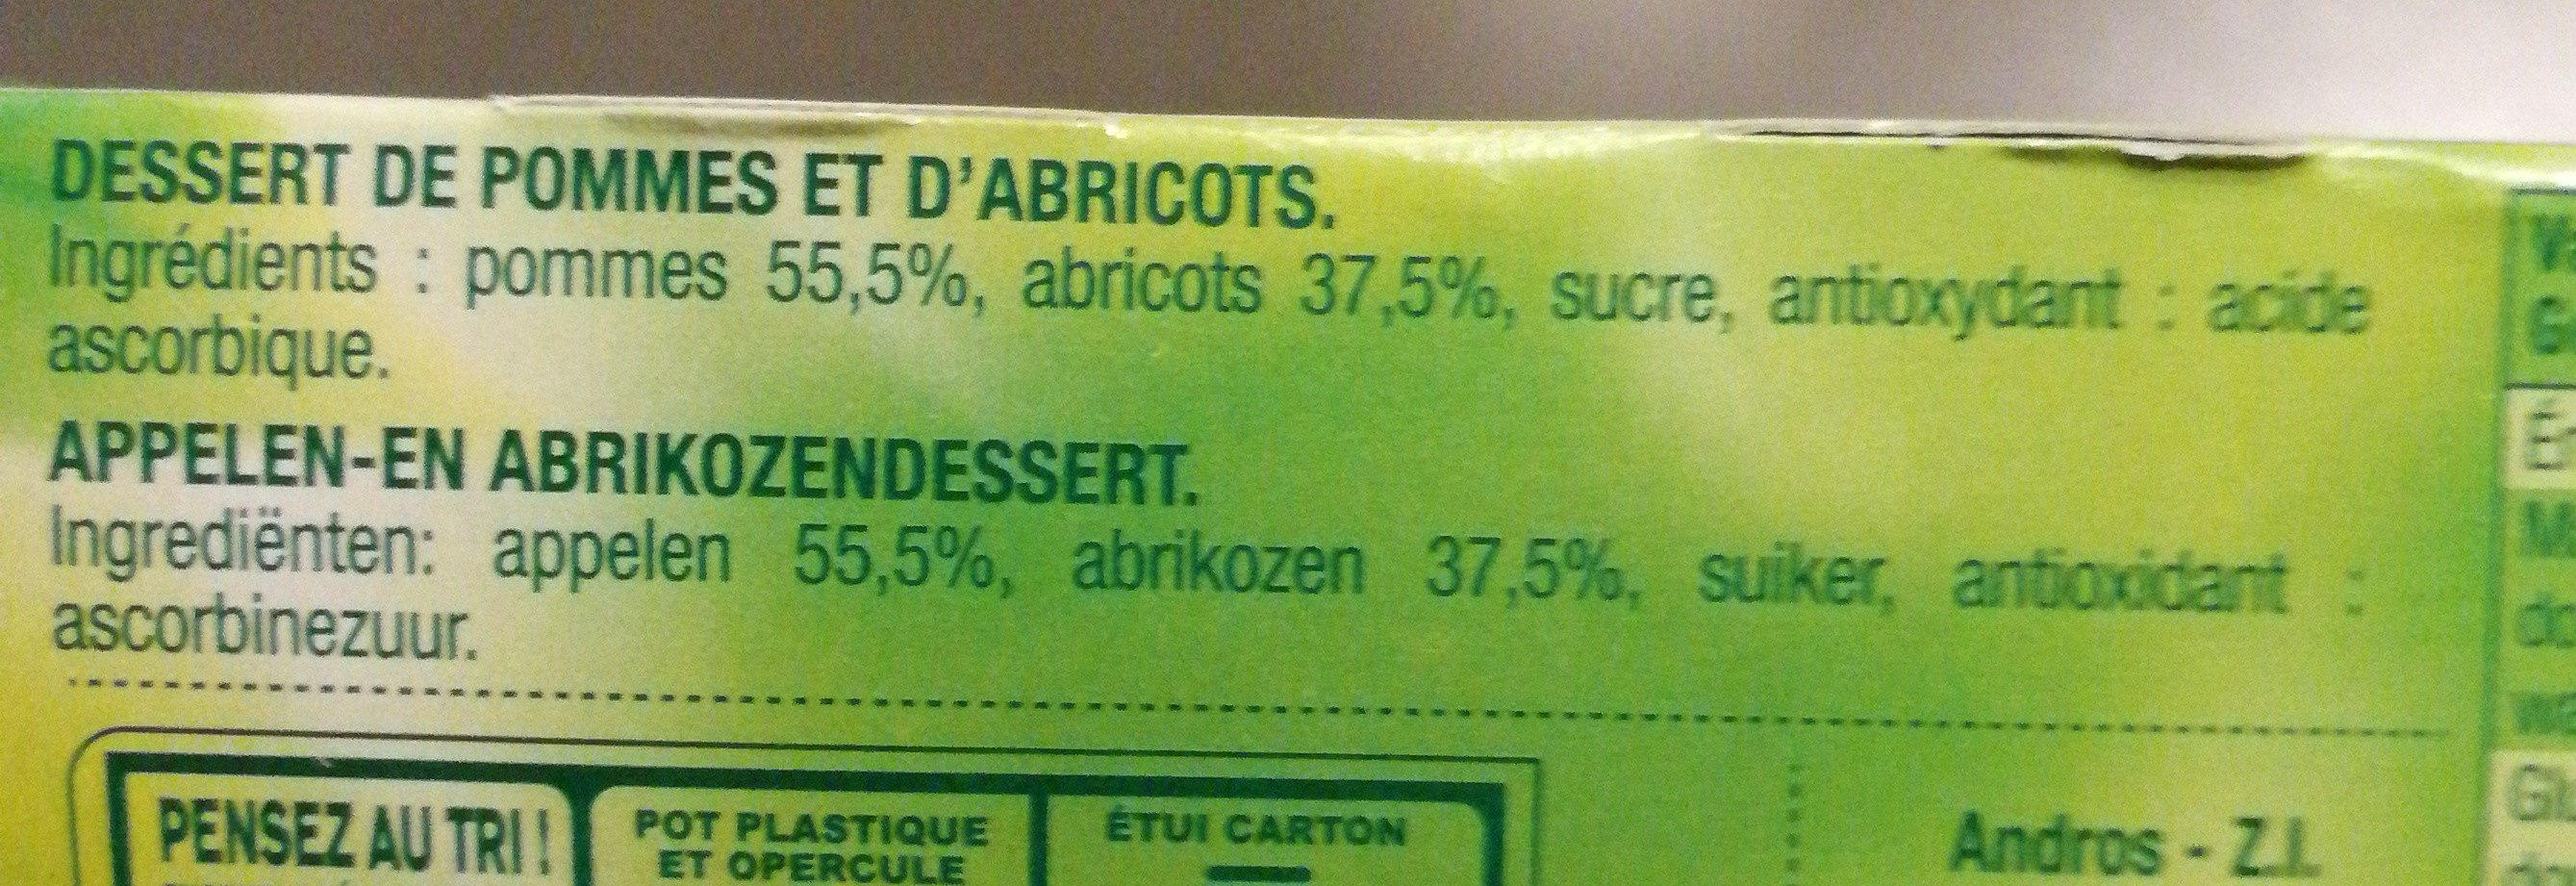 DESSERT DE POMMES ET D'ABRICOTS.
Ingrédients : pommes 55,5%, abricots 37,5%, sucre, antioxydant : acide
ascorbique.
APPELEN-EN ABRIKOZENDESSERT.
Ingrediënten: appelen 55,5%, abrikozen 37,5%, suiker, antioxidant :
ascorbinezuur.
PENSEZ AU TRI !
POT PLASTIQUE
ET OPERCULE
ÉTUI CARTON
Andros - Z.I.